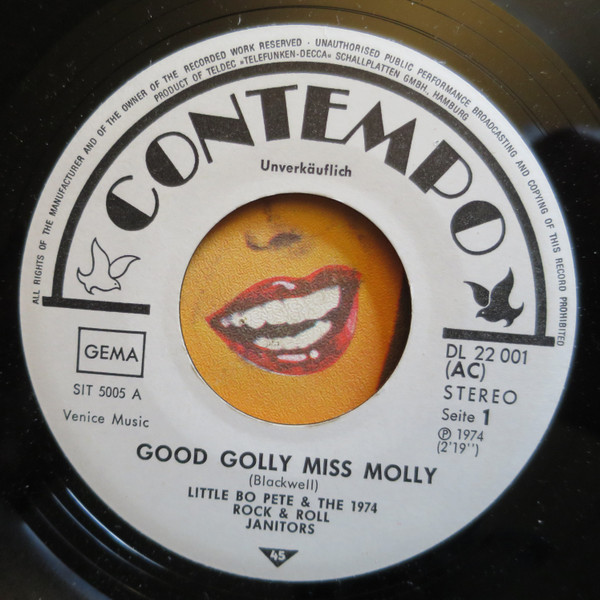 ALL RIGHTS OF THE MANUFACTURER AND OF THE OWNER OF THE RECORDED WORK RESERVED · UNAUTHORISED PUBLIC PERFORMANCE BROADCASTING AND COPYING OF THIS RECORD PROHIBITED
PRODUCT OF TELDEC »TELEFUNKEN-DECCA« SCHALLPLATTEN GMBH, HAMBURG
CONTEMPO
Unverkäuflich
GEMA
SIT 5005 A
Venice Music
DL 22 001
(AC)
STEREO
Seite 1
Ⓟ 1974
(2'19'')
GOOD GOLLY MISS MOLLY
(Blackwell)
LITTLE BO PETE & THE 1974
ROCK & ROLL
JANITORS
45